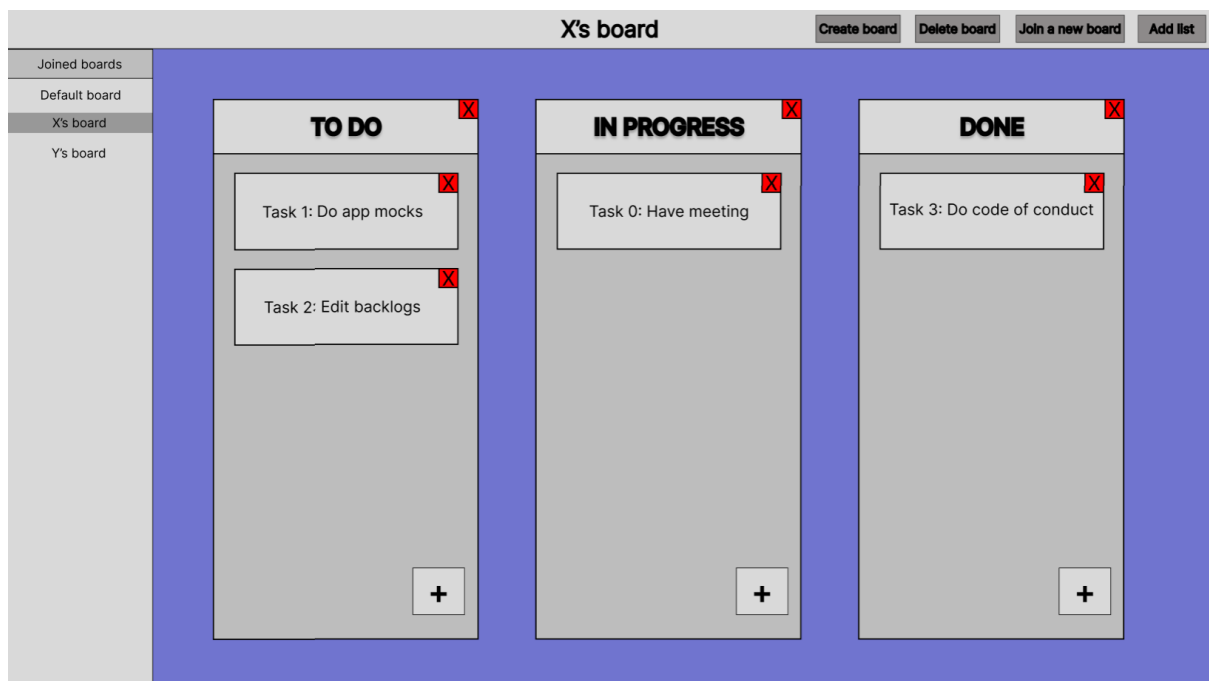 X's board
Create board
Delete board
Join a new board
Add list
Joined boards
Default board
X's board
Y's board
TO DO
X
Task 1: Do app mocks
X
Task 2: Edit backlogs
X
+
IN PROGRESS
X
Task 0: Have meeting
X
+
DONE
X
Task 3: Do code of conduct
X
+